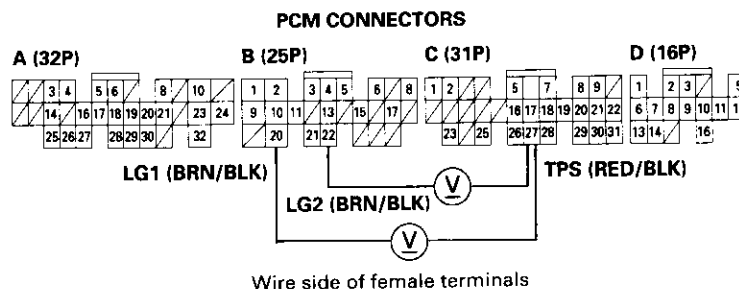 PCM CONNECTORS
A (32P) B (25P) C (31P) D (16P)
3 4 5 6 8 10
14 16 17 18 19 20 21 23 24
25 26 27 28 29 30 32
1 2 3 4 5 6 8
9 10 11 13 15 17
20 21 22
1 2 5 7 8 9
16 17 18 19 20 21 22
23 25 26 27 28 29 30 31
1 2 3
6 7 8 9 10 11
13 14 16
LG1 (BRN/BLK)
LG2 (BRN/BLK)
V
TPS (RED/BLK)
V
Wire side of female terminals